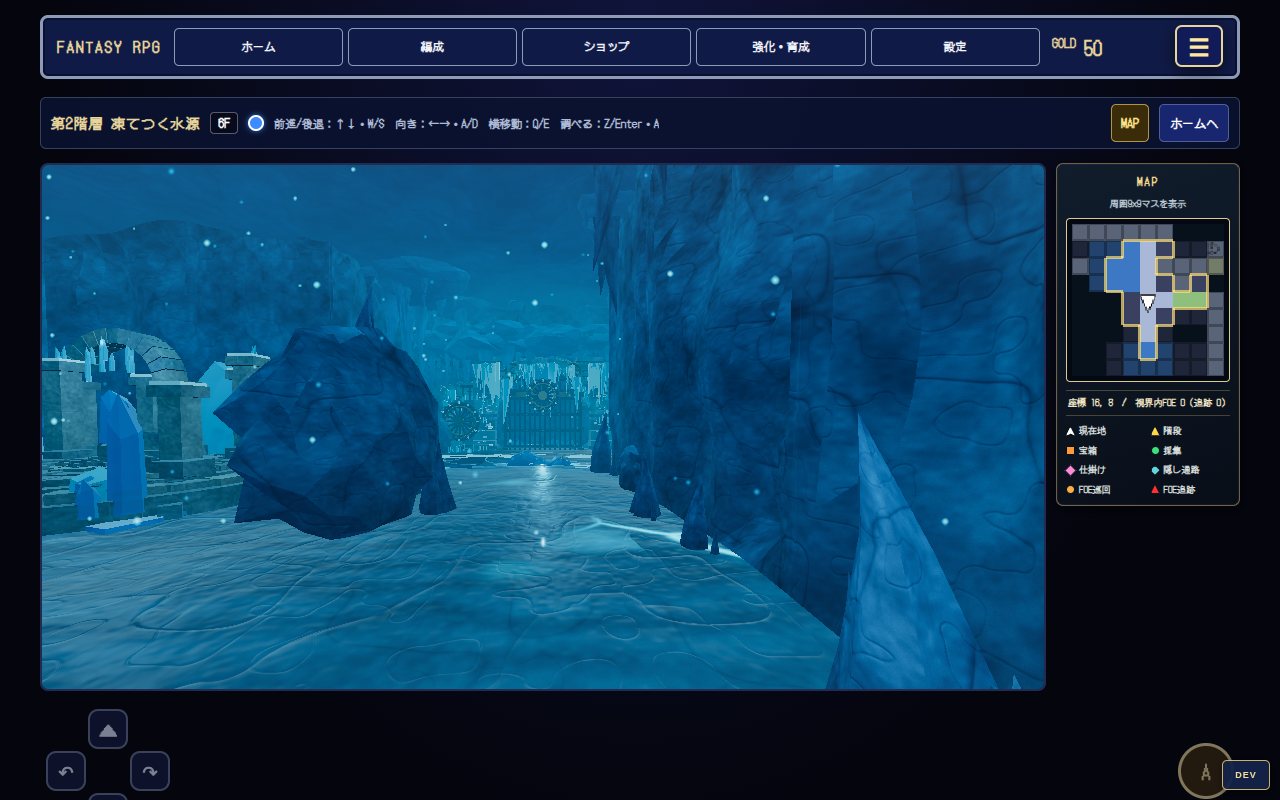 FANTASY RPG
ホーム
編成
ショップ
強化・育成
設定
GOLD 50
第2階層 凍てつく水源
6F
前進/後退：↑↓・W/S 向き：←→・A/D 横移動：Q/E 調べる：Z/Enter・A
MAP
ホームへ
MAP
周囲9x9マスを表示
座標 16, 8 / 視界内FOE 0 (追跡 0)
現在地
階段
宝箱
採集
仕掛け
隠し通路
FOE巡回
FOE追跡
A
DEV